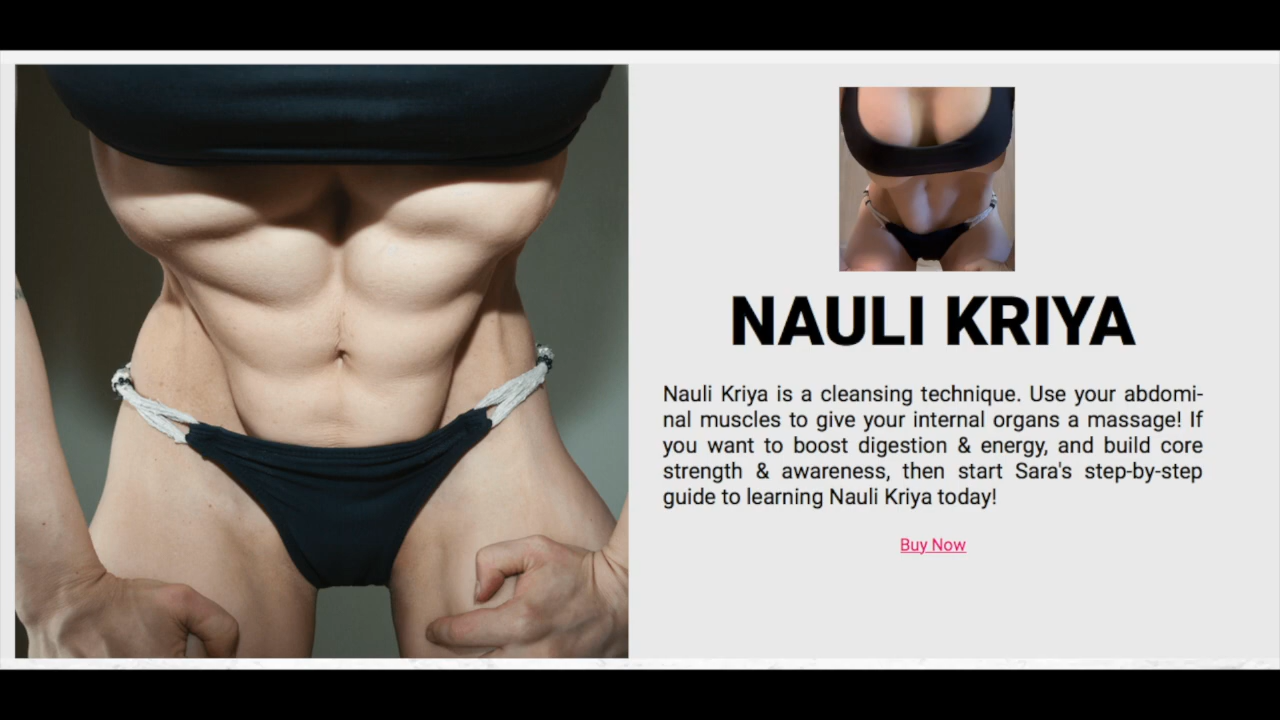 NAULI KRIYA
Nauli Kriya is a cleansing technique. Use your abdomi-
nal muscles to give your internal organs a massage! If
you want to boost digestion & energy, and build core
strength & awareness, then start Sara's step-by-step
guide to learning Nauli Kriya today!
Buy Now